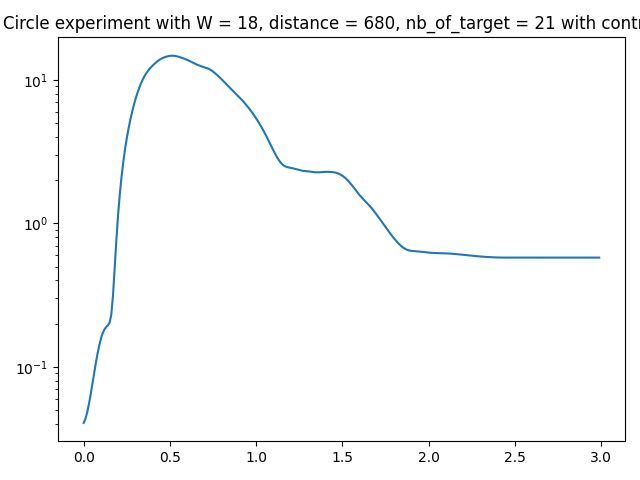 Circle experiment with W = 18, distance = 680, nb_of_target = 21 with contr
10¹
10⁰
10⁻¹
0.0 0.5 1.0 1.5 2.0 2.5 3.0